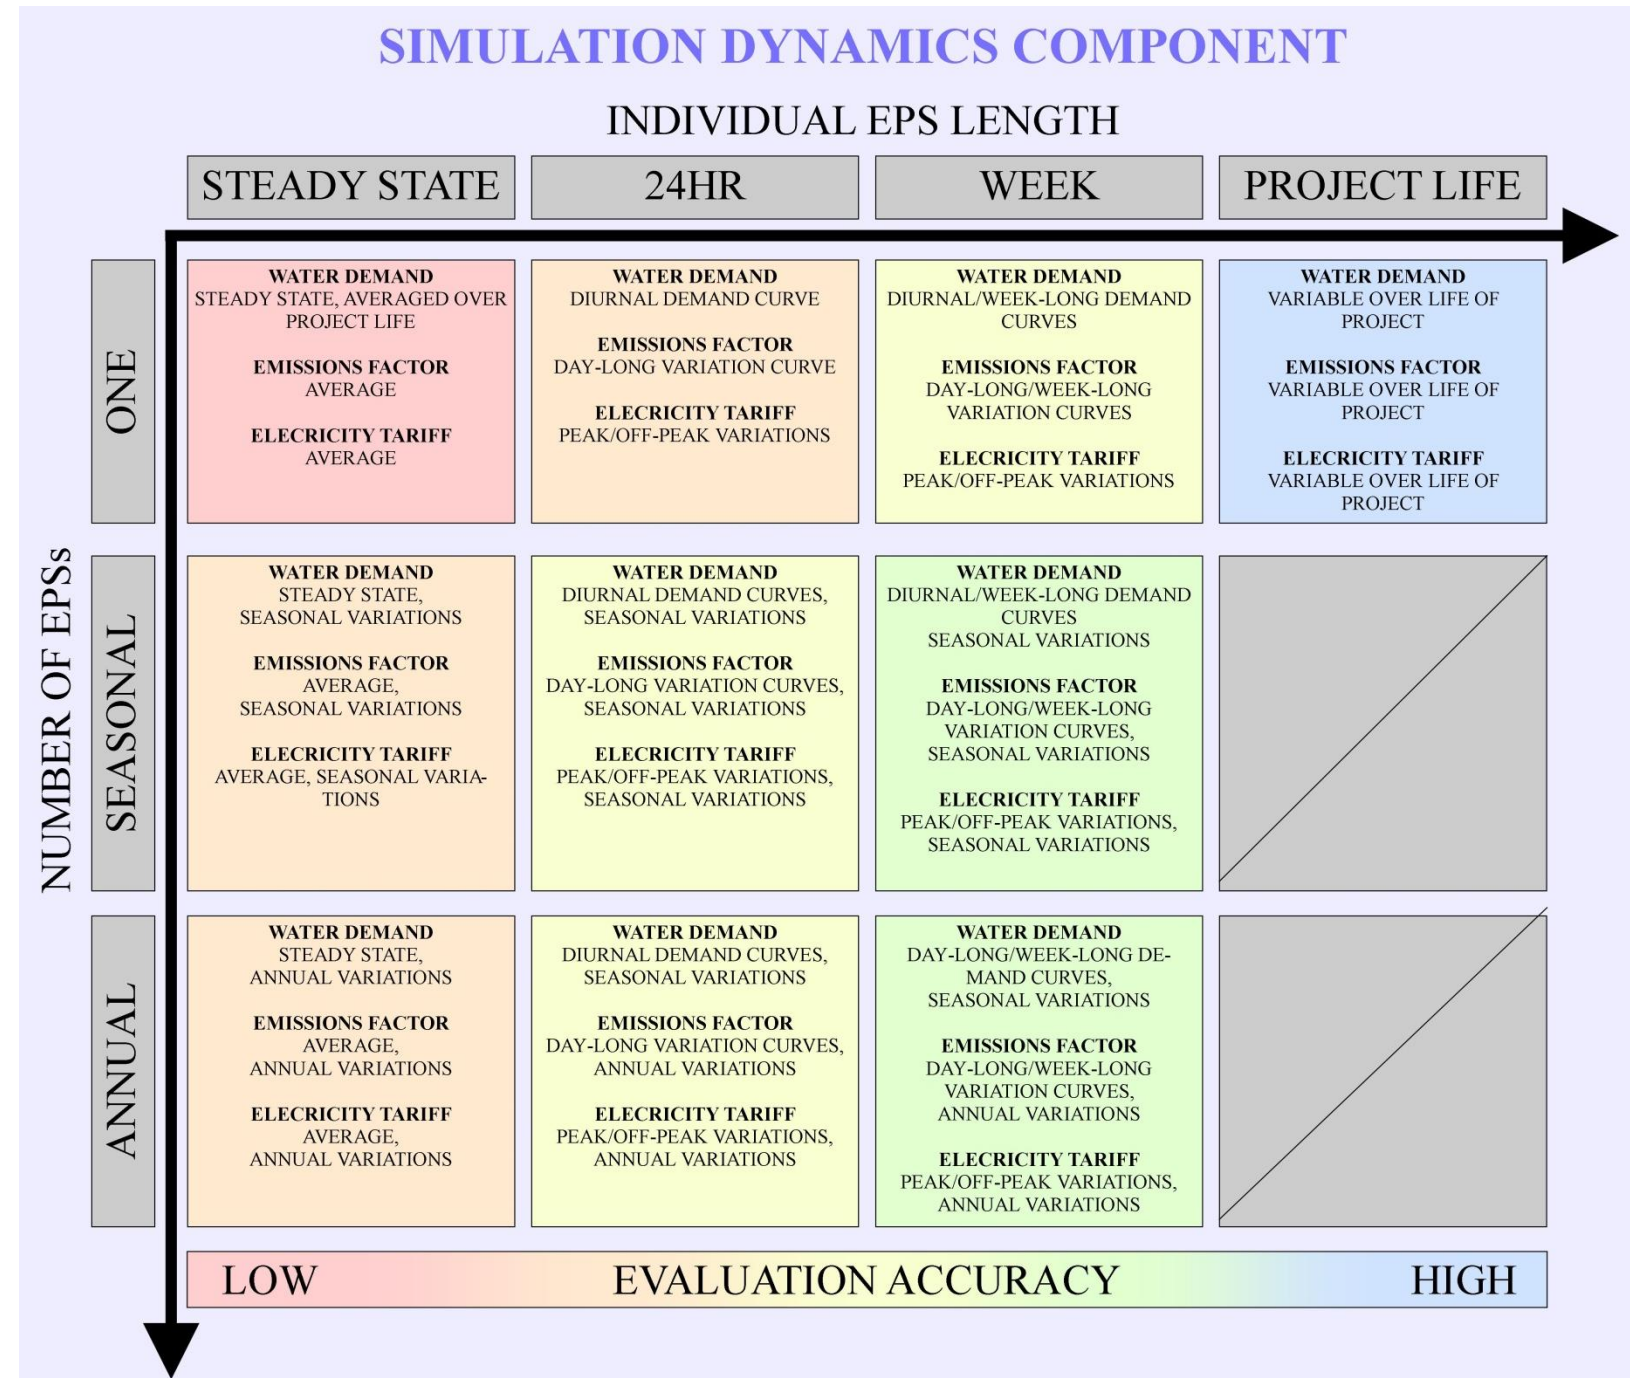 SIMULATION DYNAMICS COMPONENT
INDIVIDUAL EPS LENGTH
STEADY STATE
24HR
WEEK
PROJECT LIFE
NUMBER OF EPSs
ONE
WATER DEMAND
STEADY STATE, AVERAGED OVER
PROJECT LIFE
EMISSIONS FACTOR
AVERAGE
ELECRICITY TARIFF
AVERAGE
WATER DEMAND
DIURNAL DEMAND CURVE
EMISSIONS FACTOR
DAY-LONG VARIATION CURVE
ELECRICITY TARIFF
PEAK/OFF-PEAK VARIATIONS
WATER DEMAND
DIURNAL/WEEK-LONG DEMAND
CURVES
EMISSIONS FACTOR
DAY-LONG/WEEK-LONG
VARIATION CURVES
ELECRICITY TARIFF
PEAK/OFF-PEAK VARIATIONS
WATER DEMAND
VARIABLE OVER LIFE OF
PROJECT
EMISSIONS FACTOR
VARIABLE OVER LIFE OF
PROJECT
ELECRICITY TARIFF
VARIABLE OVER LIFE OF
PROJECT
SEASONAL
WATER DEMAND
STEADY STATE,
SEASONAL VARIATIONS
EMISSIONS FACTOR
AVERAGE,
SEASONAL VARIATIONS
ELECRICITY TARIFF
AVERAGE, SEASONAL VARIA-
TIONS
WATER DEMAND
DIURNAL DEMAND CURVES,
SEASONAL VARIATIONS
EMISSIONS FACTOR
DAY-LONG VARIATION CURVES,
SEASONAL VARIATIONS
ELECRICITY TARIFF
PEAK/OFF-PEAK VARIATIONS,
SEASONAL VARIATIONS
WATER DEMAND
DIURNAL/WEEK-LONG DEMAND
CURVES
SEASONAL VARIATIONS
EMISSIONS FACTOR
DAY-LONG/WEEK-LONG
VARIATION CURVES,
SEASONAL VARIATIONS
ELECRICITY TARIFF
PEAK/OFF-PEAK VARIATIONS,
SEASONAL VARIATIONS
ANNUAL
WATER DEMAND
STEADY STATE,
ANNUAL VARIATIONS
EMISSIONS FACTOR
AVERAGE,
ANNUAL VARIATIONS
ELECRICITY TARIFF
AVERAGE,
ANNUAL VARIATIONS
WATER DEMAND
DIURNAL DEMAND CURVES,
SEASONAL VARIATIONS
EMISSIONS FACTOR
DAY-LONG VARIATION CURVES,
ANNUAL VARIATIONS
ELECRICITY TARIFF
PEAK/OFF-PEAK VARIATIONS,
ANNUAL VARIATIONS
WATER DEMAND
DAY-LONG/WEEK-LONG DE-
MAND CURVES,
SEASONAL VARIATIONS
EMISSIONS FACTOR
DAY-LONG/WEEK-LONG
VARIATION CURVES,
ANNUAL VARIATIONS
ELECRICITY TARIFF
PEAK/OFF-PEAK VARIATIONS,
ANNUAL VARIATIONS
LOW
EVALUATION ACCURACY
HIGH